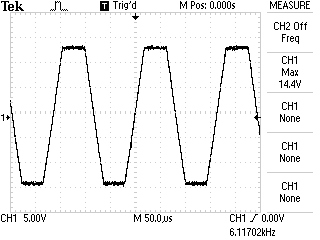 Tek T Trig'd M Pos: 0.000s MEASURE
CH2 Off
Freq
CH1
Max
14.4V
1
CH1
None
CH1
None
CH1
None
CH1 5.00V M 50.0µs CH1 / 0.00V
6.11702kHz